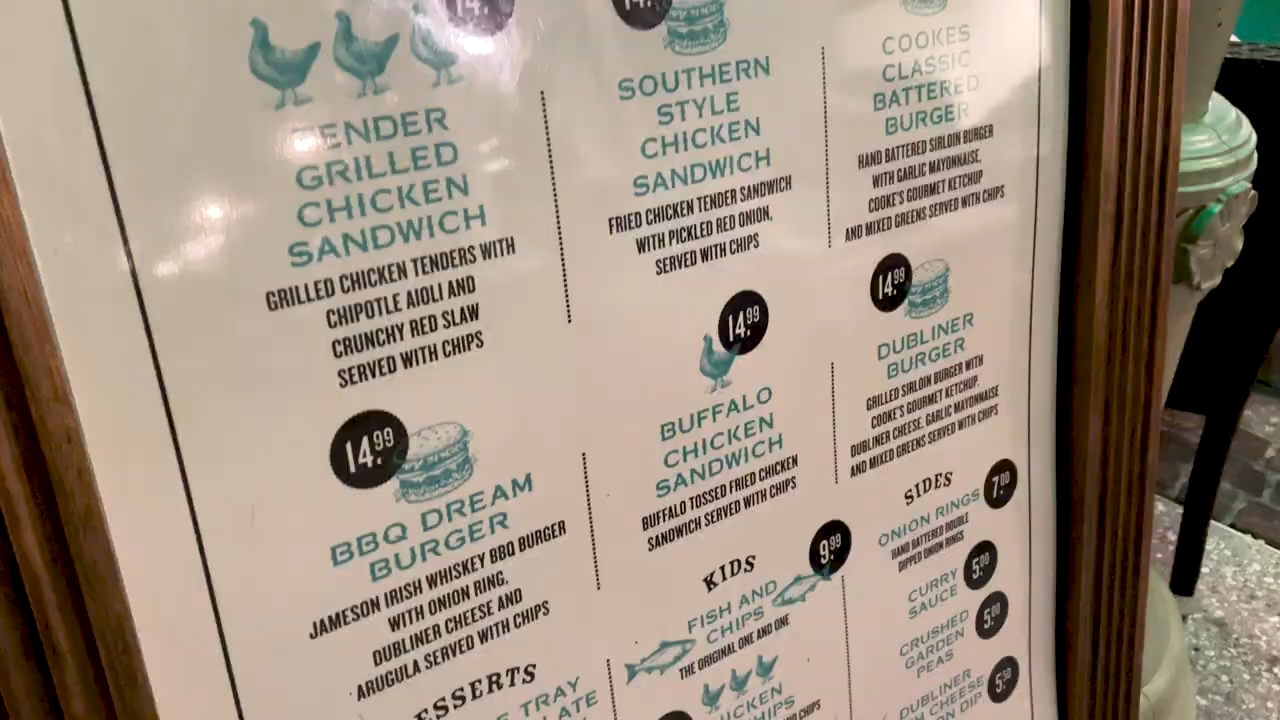 TENDER
GRILLED
CHICKEN
SANDWICH
GRILLED CHICKEN TENDERS WITH
CHIPOTLE AIOLI AND
CRUNCHY RED SLAW
SERVED WITH CHIPS
14.99
BBQ DREAM
BURGER
JAMESON IRISH WHISKEY BBQ BURGER
WITH ONION RING,
DUBLINER CHEESE AND
ARUGULA SERVED WITH CHIPS
TRAY
SOUTHERN
STYLE
CHICKEN
SANDWICH
FRIED CHICKEN TENDER SANDWICH
WITH PICKLED RED ONION,
SERVED WITH CHIPS
14.99
BUFFALO
CHICKEN
SANDWICH
BUFFALO TOSSED FRIED CHICKEN
SANDWICH SERVED WITH CHIPS
KIDS
9.99
FISH AND
CHIPS
THE ORIGINAL ONE AND ONE
COOKES
CLASSIC
BATTERED
BURGER
HAND BATTERED SIRLOIN BURGER
WITH GARLIC MAYONNAISE,
COOKE'S GOURMET KETCHUP
AND MIXED GREENS SERVED WITH CHIPS
14.99
DUBLINER
BURGER
GRILLED SIRLOIN BURGER WITH
COOKE'S GOURMET KETCHUP,
DUBLINER CHEESE, GARLIC MAYONNAISE
AND MIXED GREENS SERVED WITH CHIPS
SIDES
ONION RINGS 7.00
HAND BATTERED DOUBLE
DIPPED ONION RINGS
CURRY
SAUCE 5.00
CRUSHED
GARDEN
PEAS 5.00
DUBLINER
CHEESE 5.50
DIP